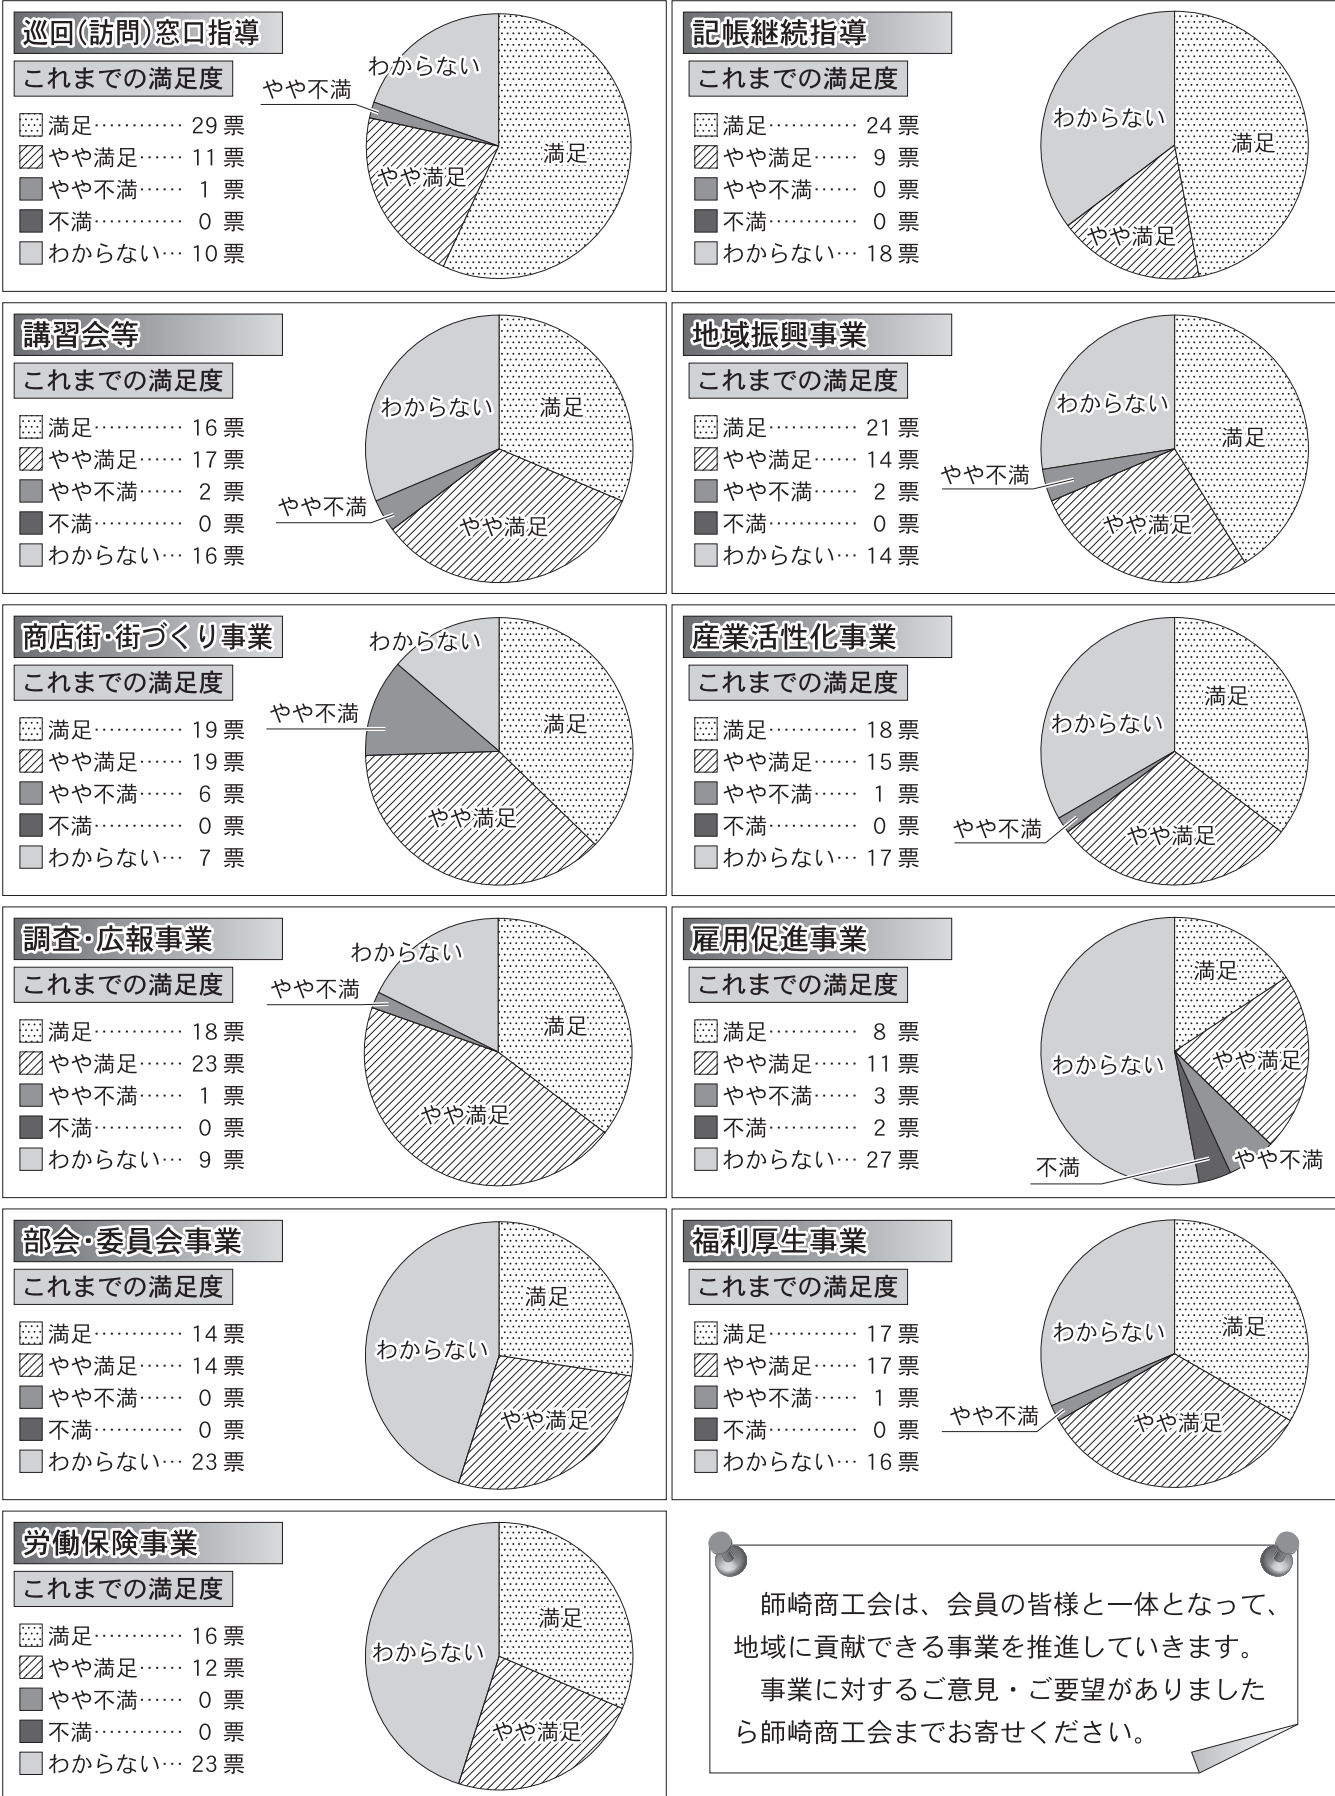 巡回(訪問)窓口指導
これまでの満足度
満足………… 29 票
やや満足…… 11 票
やや不満…… 1 票
不満………… 0 票
わからない… 10 票
わからない
やや不満
満足
やや満足
記帳継続指導
これまでの満足度
満足………… 24 票
やや満足…… 9 票
やや不満…… 0 票
不満………… 0 票
わからない… 18 票
わからない
満足
やや満足
講習会等
これまでの満足度
満足………… 16 票
やや満足…… 17 票
やや不満…… 2 票
不満………… 0 票
わからない… 16 票
わからない
満足
やや不満
やや満足
地域振興事業
これまでの満足度
満足………… 21 票
やや満足…… 14 票
やや不満…… 2 票
不満………… 0 票
わからない… 14 票
わからない
満足
やや不満
やや満足
商店街・街づくり事業
これまでの満足度
満足………… 19 票
やや満足…… 19 票
やや不満…… 6 票
不満………… 0 票
わからない… 7 票
わからない
やや不満
満足
やや満足
産業活性化事業
これまでの満足度
満足………… 18 票
やや満足…… 15 票
やや不満…… 1 票
不満………… 0 票
わからない… 17 票
満足
わからない
やや不満
やや満足
調査・広報事業
これまでの満足度
満足………… 18 票
やや満足…… 23 票
やや不満…… 1 票
不満………… 0 票
わからない… 9 票
わからない
やや不満
満足
やや満足
雇用促進事業
これまでの満足度
満足………… 8 票
やや満足…… 11 票
やや不満…… 3 票
不満………… 2 票
わからない… 27 票
満足
わからない
やや満足
不満
やや不満
部会・委員会事業
これまでの満足度
満足………… 14 票
やや満足…… 14 票
やや不満…… 0 票
不満………… 0 票
わからない… 23 票
満足
わからない
やや満足
福利厚生事業
これまでの満足度
満足………… 17 票
やや満足…… 17 票
やや不満…… 1 票
不満………… 0 票
わからない… 16 票
わからない
満足
やや不満
やや満足
労働保険事業
これまでの満足度
満足………… 16 票
やや満足…… 12 票
やや不満…… 0 票
不満………… 0 票
わからない… 23 票
満足
わからない
やや満足
師崎商工会は、会員の皆様と一体となって、
地域に貢献できる事業を推進していきます。
事業に対するご意見・ご要望がありました
ら師崎商工会までお寄せください。